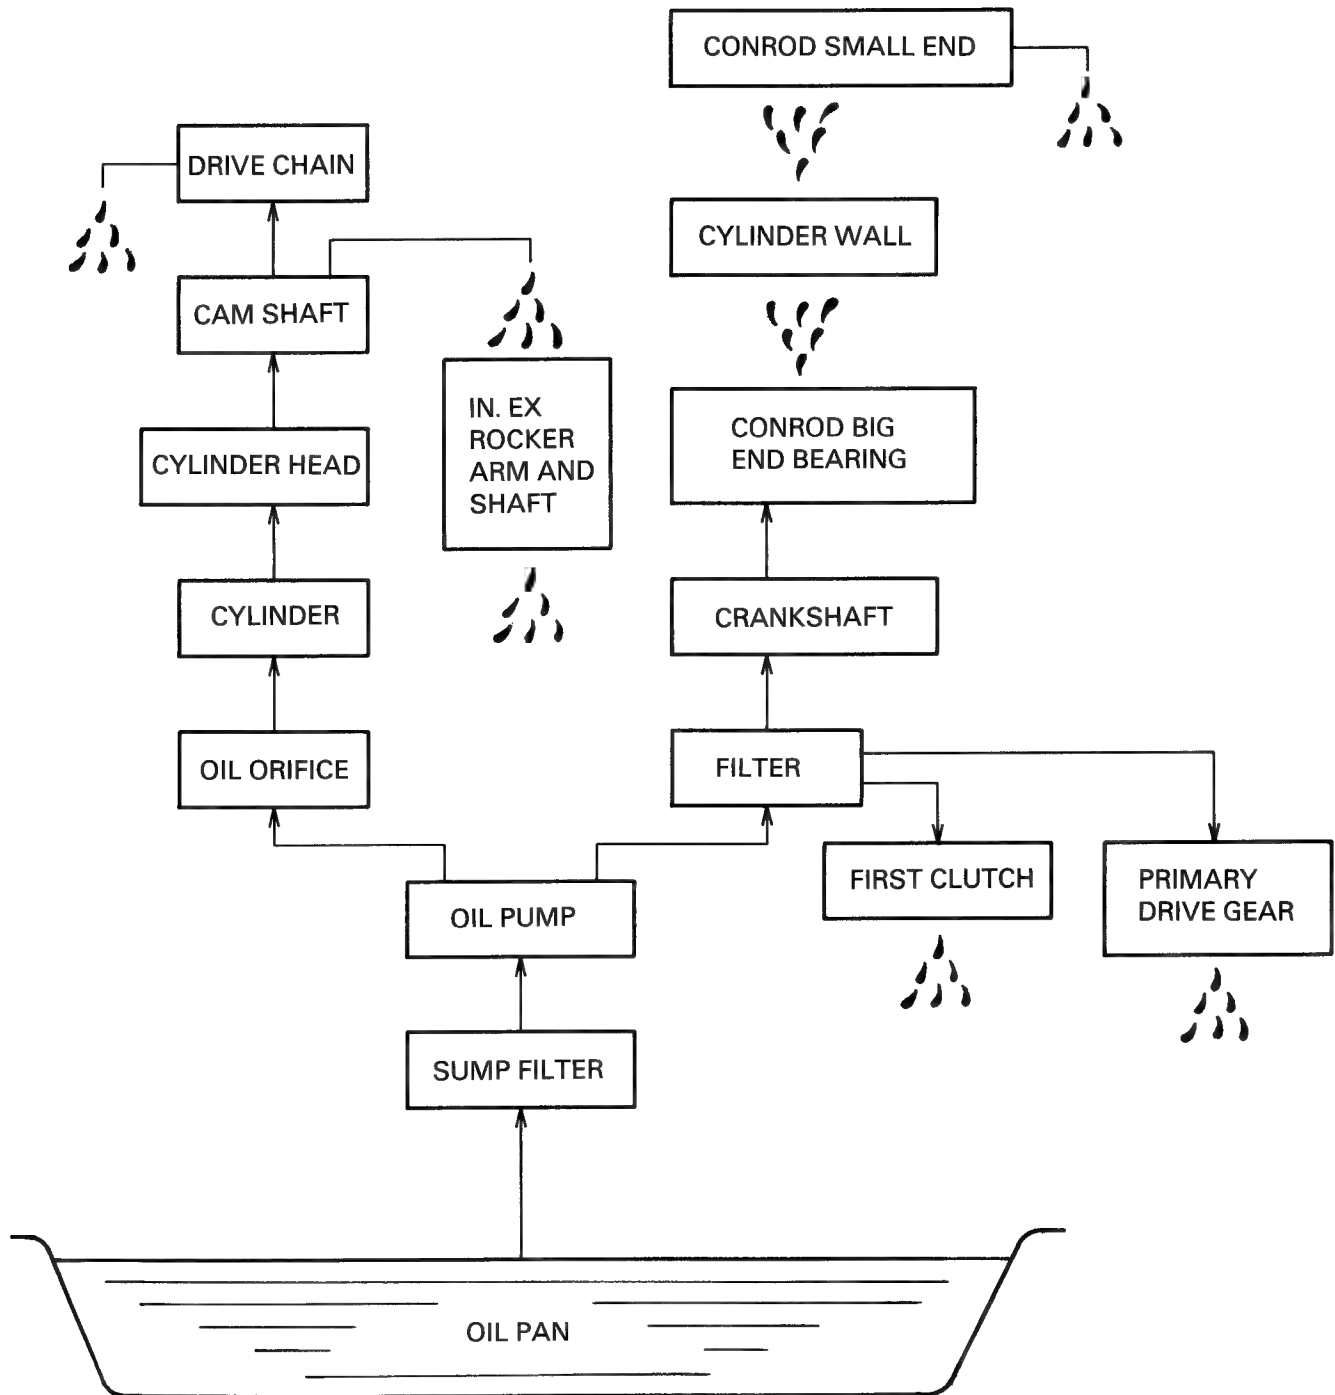 CONROD SMALL END
DRIVE CHAIN
CYLINDER WALL
CAM SHAFT
IN. EX
ROCKER
ARM AND
SHAFT
CONROD BIG
END BEARING
CYLINDER HEAD
CYLINDER
CRANKSHAFT
OIL ORIFICE
FILTER
FIRST CLUTCH
PRIMARY
DRIVE GEAR
OIL PUMP
SUMP FILTER
OIL PAN